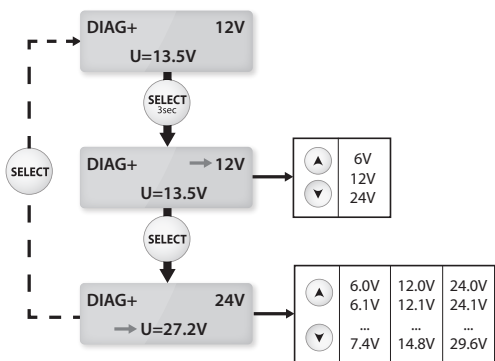 DIAG+ 12V
U=13.5V
SELECT
3sec
DIAG+ → 12V
U=13.5V
6V
12V
24V
SELECT
SELECT
DIAG+ 24V
→ U=27.2V
6.0V 12.0V 24.0V
6.1V 12.1V 24.1V
... ... ...
7.4V 14.8V 29.6V